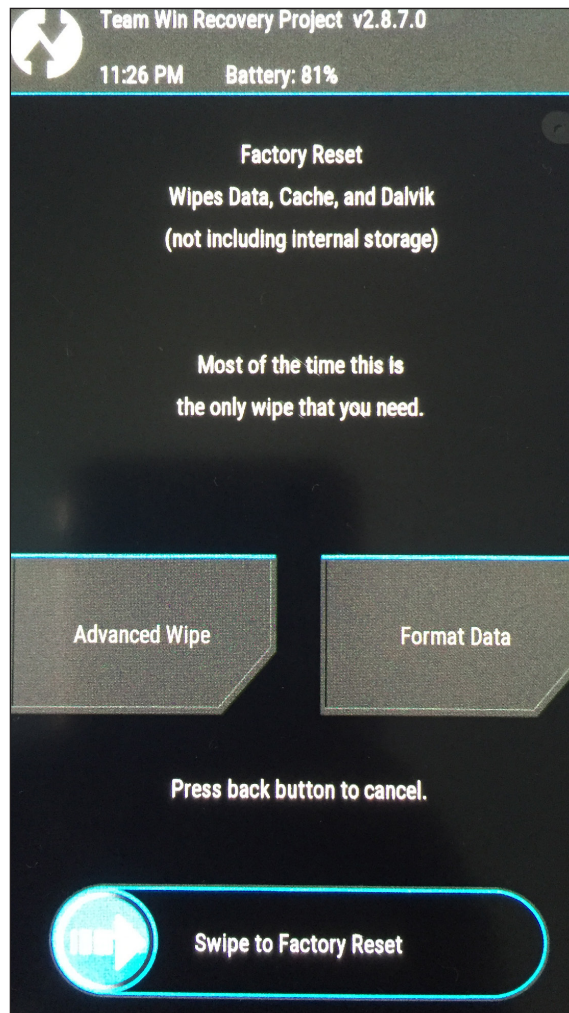 Team Win Recovery Project v2.8.7.0
11:26 PM Battery: 81%
Factory Reset
Wipes Data, Cache, and Dalvik
(not including internal storage)
Most of the time this is
the only wipe that you need.
Advanced Wipe Format Data
Press back button to cancel.
Swipe to Factory Reset